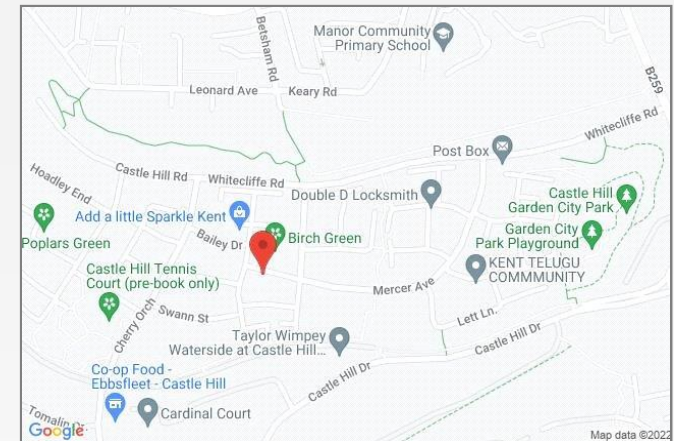 Manor Community
Primary School
Betsham Rd
B259
Leonard Ave
Keary Rd
Whitecliffe Rd
Post Box
Castle Hill Rd
Whitecliffe Rd
Hoadley End
Double D Locksmith
Castle Hill
Garden City Park
Add a little Sparkle Kent
Poplars Green
Bailey Dr
Birch Green
Garden City
Park Playground
KENT TELUGU
COMMMUNITY
Castle Hill Tennis
Court (pre-book only)
Mercer Ave
Cherry Orch
Swann St
Lett Ln.
Taylor Wimpey
Waterside at Castle Hill...
Castle Hill Dr
Castle Hill Dr
Co-op Food -
Ebbsfleet - Castle Hill
Cardinal Court
Tomalin
Google
Map data ©2022